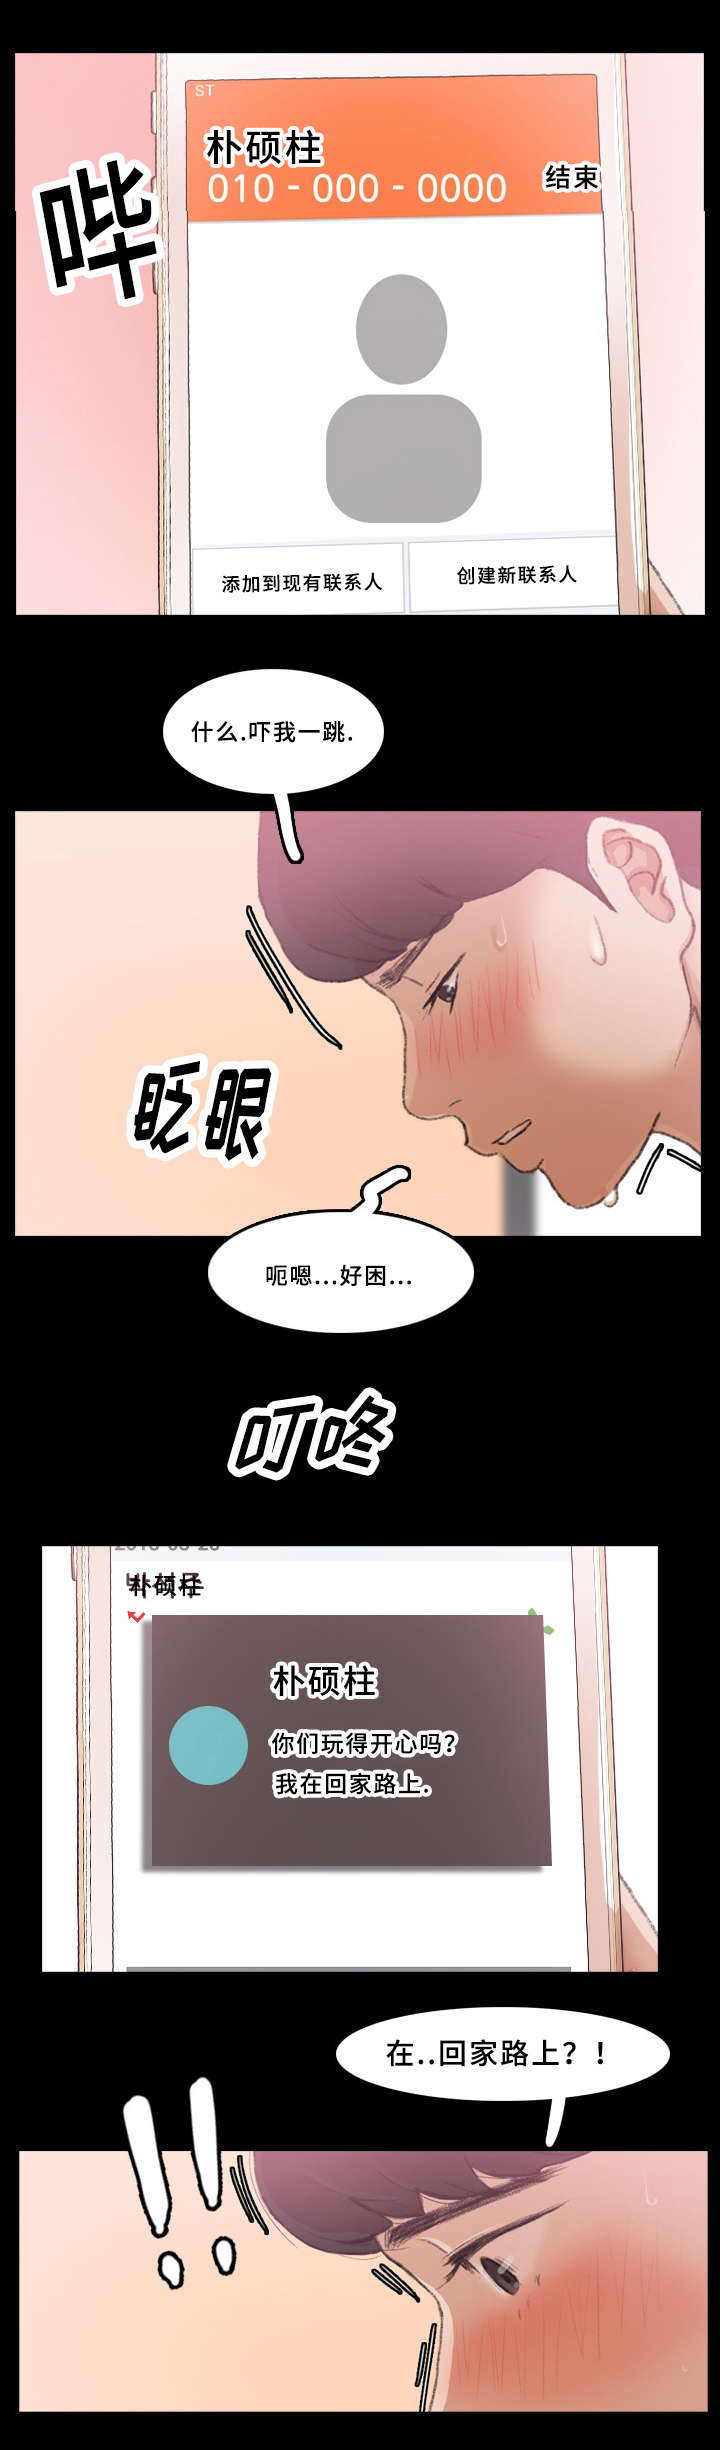 ST
朴硕柱
010 - 000 - 0000
结束
哔
添加到现有联系人
创建新联系人
什么.吓我一跳.
眨眼
呃嗯...好困...
叮咚
朴硕柱
朴硕柱
你们玩得开心吗？
我在回家路上.
在..回家路上？！
!!